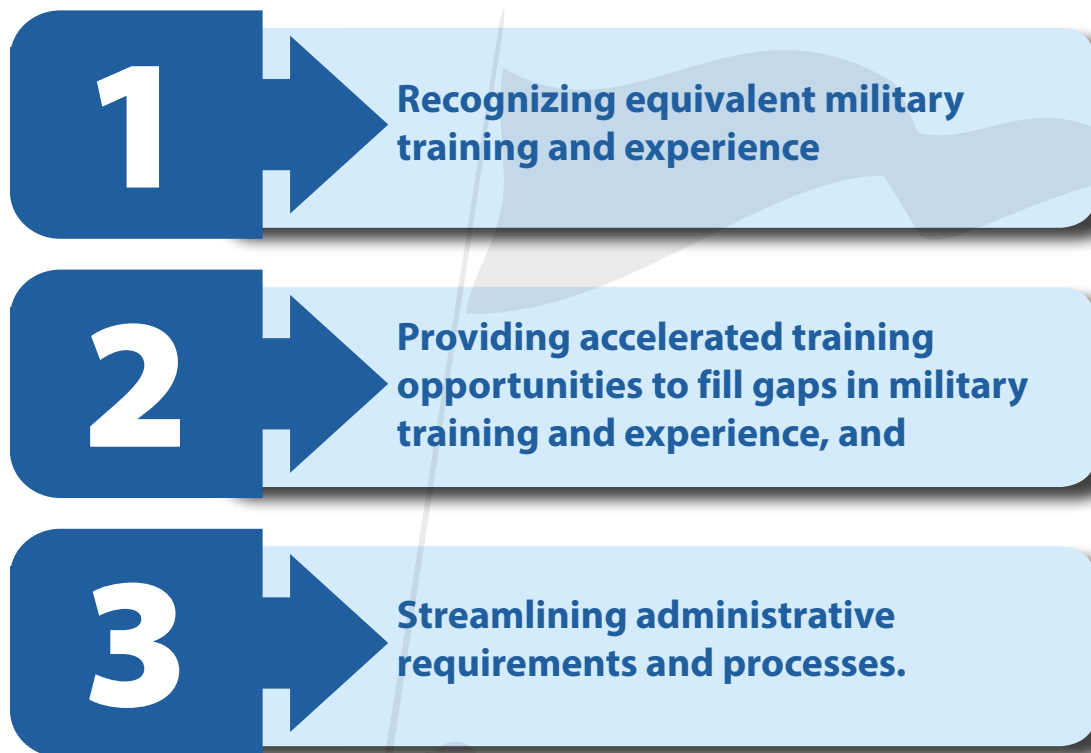 1
Recognizing equivalent military
training and experience
2
Providing accelerated training
opportunities to fill gaps in military
training and experience, and
3
Streamlining administrative
requirements and processes.